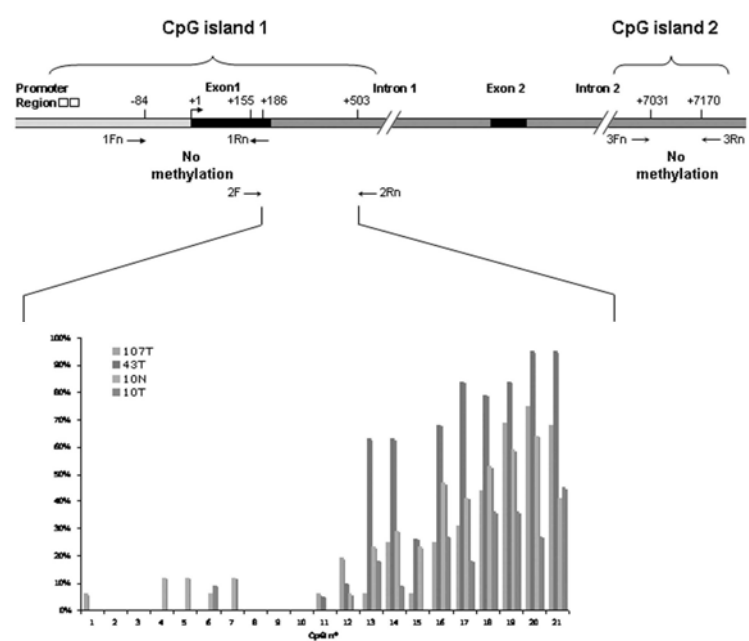 CpG island 1 CpG island 2
Promoter Exon1 Intron 1 Exon 2 Intron 2
Region□□ -84 +1 +155 +186 +503 +7031 +7170
1Fn 1Rn 3Fn 3Rn
No No
methylation methylation
2F 2Rn
100%
90%
80%
70%
60%
50%
40%
30%
20%
10%
0%
107T
43T
10N
10T
1 2 3 4 5 6 7 8 9 10 11 12 13 14 15 16 17 18 19 20 21
CpG n°